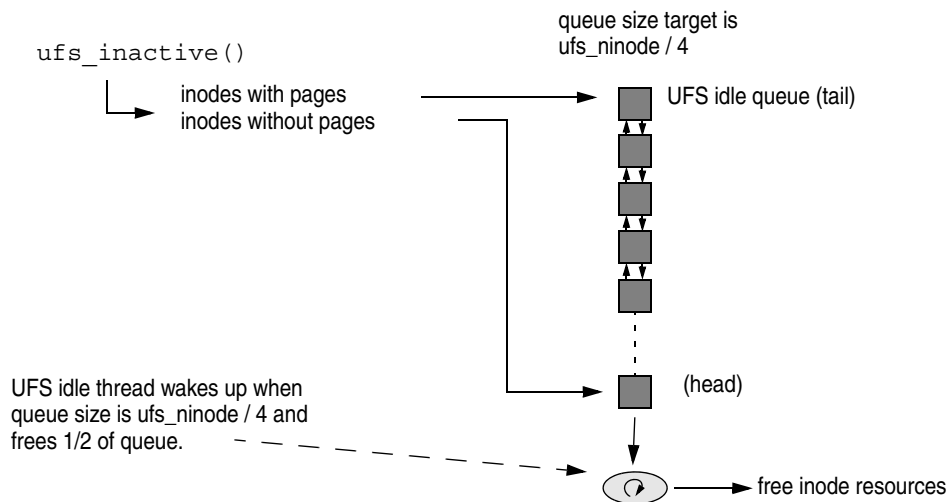 queue size target is
ufs_ninode / 4
ufs_inactive()
inodes with pages
inodes without pages
UFS idle queue (tail)
(head)
UFS idle thread wakes up when
queue size is ufs_ninode / 4 and
frees 1/2 of queue.
free inode resources